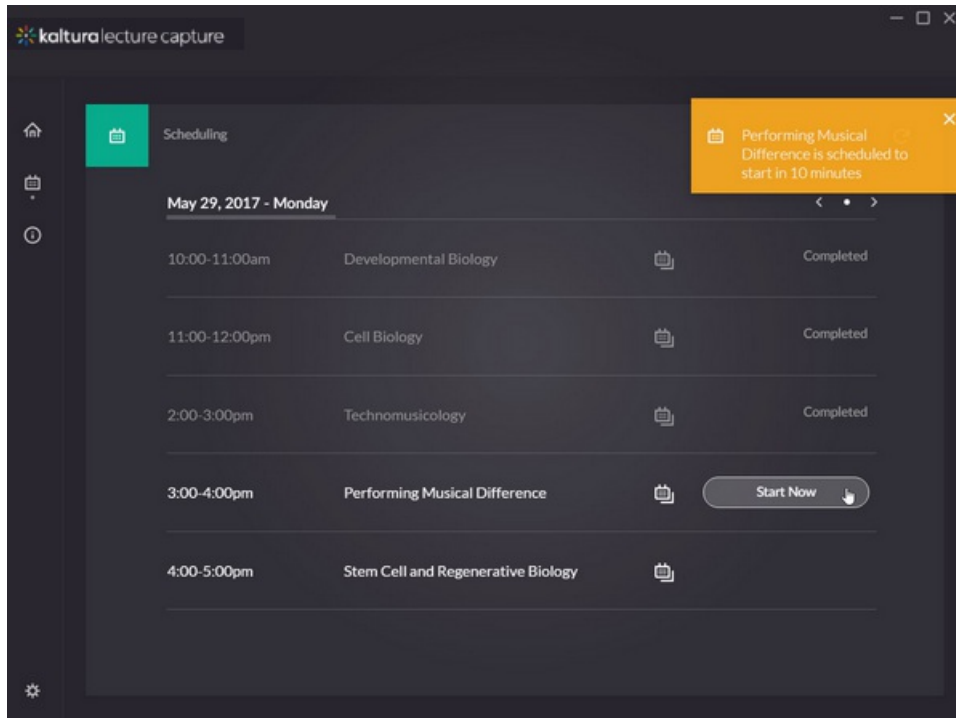 kaltura lecture capture
Scheduling
Performing Musical
Difference is scheduled to
start in 10 minutes
May 29, 2017 - Monday
10:00-11:00am Developmental Biology Completed
11:00-12:00pm Cell Biology Completed
2:00-3:00pm Technomusicology Completed
3:00-4:00pm Performing Musical Difference Start Now
4:00-5:00pm Stem Cell and Regenerative Biology